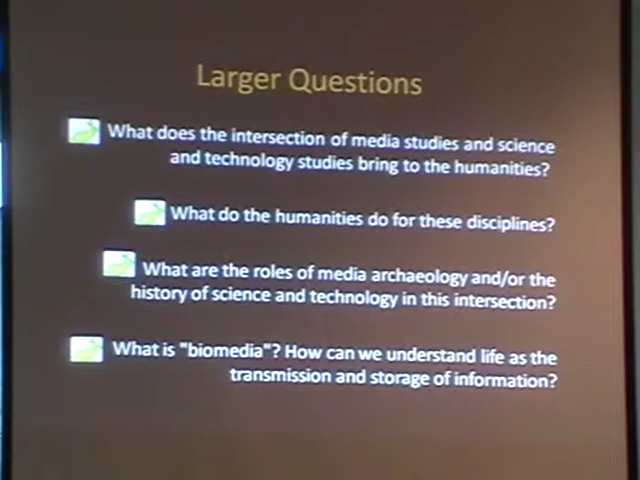 Larger Questions
What does the intersection of media studies and science
and technology studies bring to the humanities?
What do the humanities do for these disciplines?
What are the roles of media archaeology and/or the
history of science and technology in this intersection?
What is "biomedia"? How can we understand life as the
transmission and storage of information?